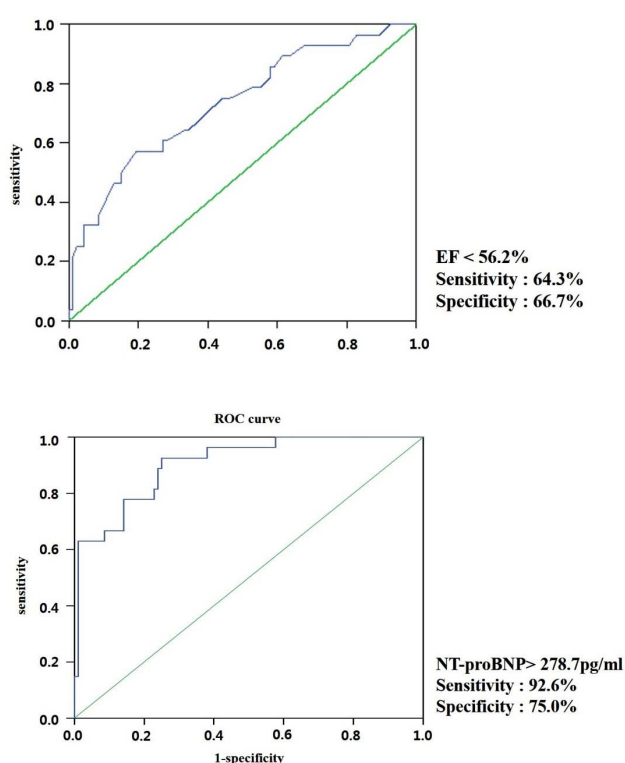 1.0
0.8
0.6
0.4
0.2
0.0
sensitivity
0.0 0.2 0.4 0.6 0.8 1.0
EF < 56.2%
Sensitivity : 64.3%
Specificity : 66.7%
ROC curve
1.0
0.8
0.6
0.4
0.2
0.0
sensitivity
0.0 0.2 0.4 0.6 0.8 1.0
1-specificity
NT-proBNP> 278.7pg/ml
Sensitivity : 92.6%
Specificity : 75.0%